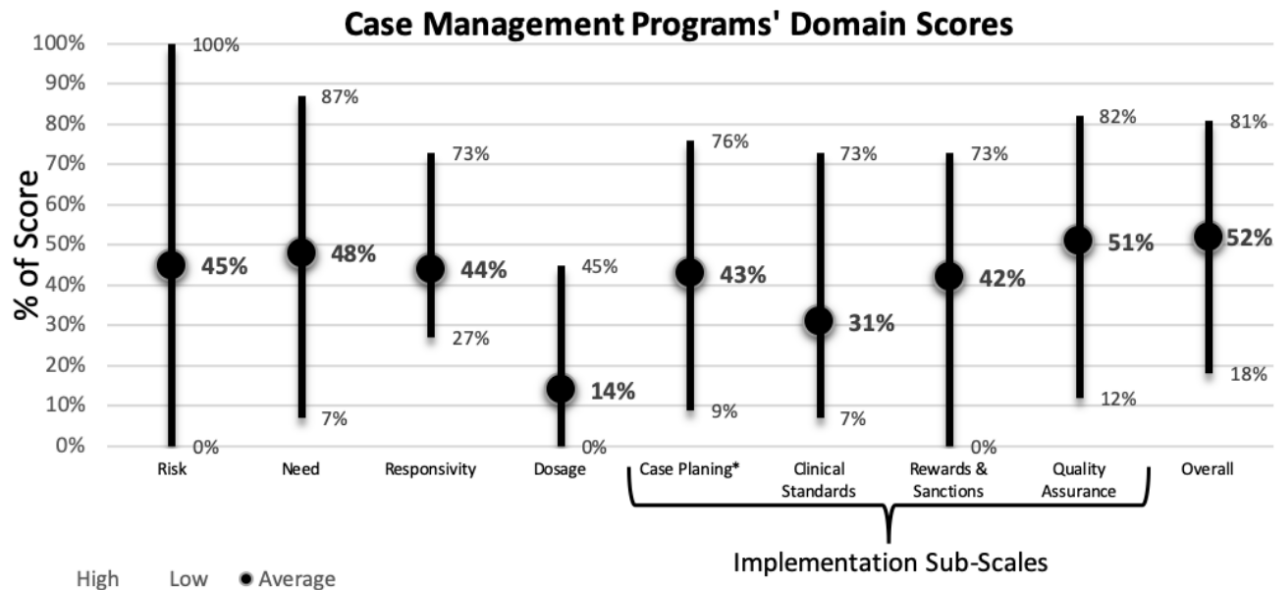 Case Management Programs' Domain Scores
% of Score
100%
90%
80%
70%
60%
50%
40%
30%
20%
10%
0%
100%
45%
0%
87%
48%
7%
73%
44%
27%
45%
14%
0%
76%
43%
9%
73%
31%
7%
73%
42%
0%
82%
51%
12%
81%
52%
18%
Risk
Need
Responsivity
Dosage
Case Planing*
Clinical
Standards
Rewards &
Sanctions
Quality
Assurance
Overall
Implementation Sub-Scales
High Low Average